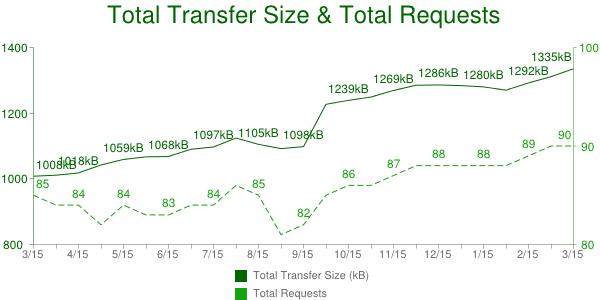 Total Transfer Size & Total Requests
1400 100
1335kB
1292kB
1286kB
1280kB
1269kB
1239kB
1200
1097kB 1105kB 1098kB
1068kB
1059kB
1018kB
1008kB
90 90
89
88 88
87
86
1000
85 84 84 83 84 85 82
800 80
3/15 4/15 5/15 6/15 7/15 8/15 9/15 10/15 11/15 12/15 1/15 2/15 3/15
Total Transfer Size (kB)
Total Requests